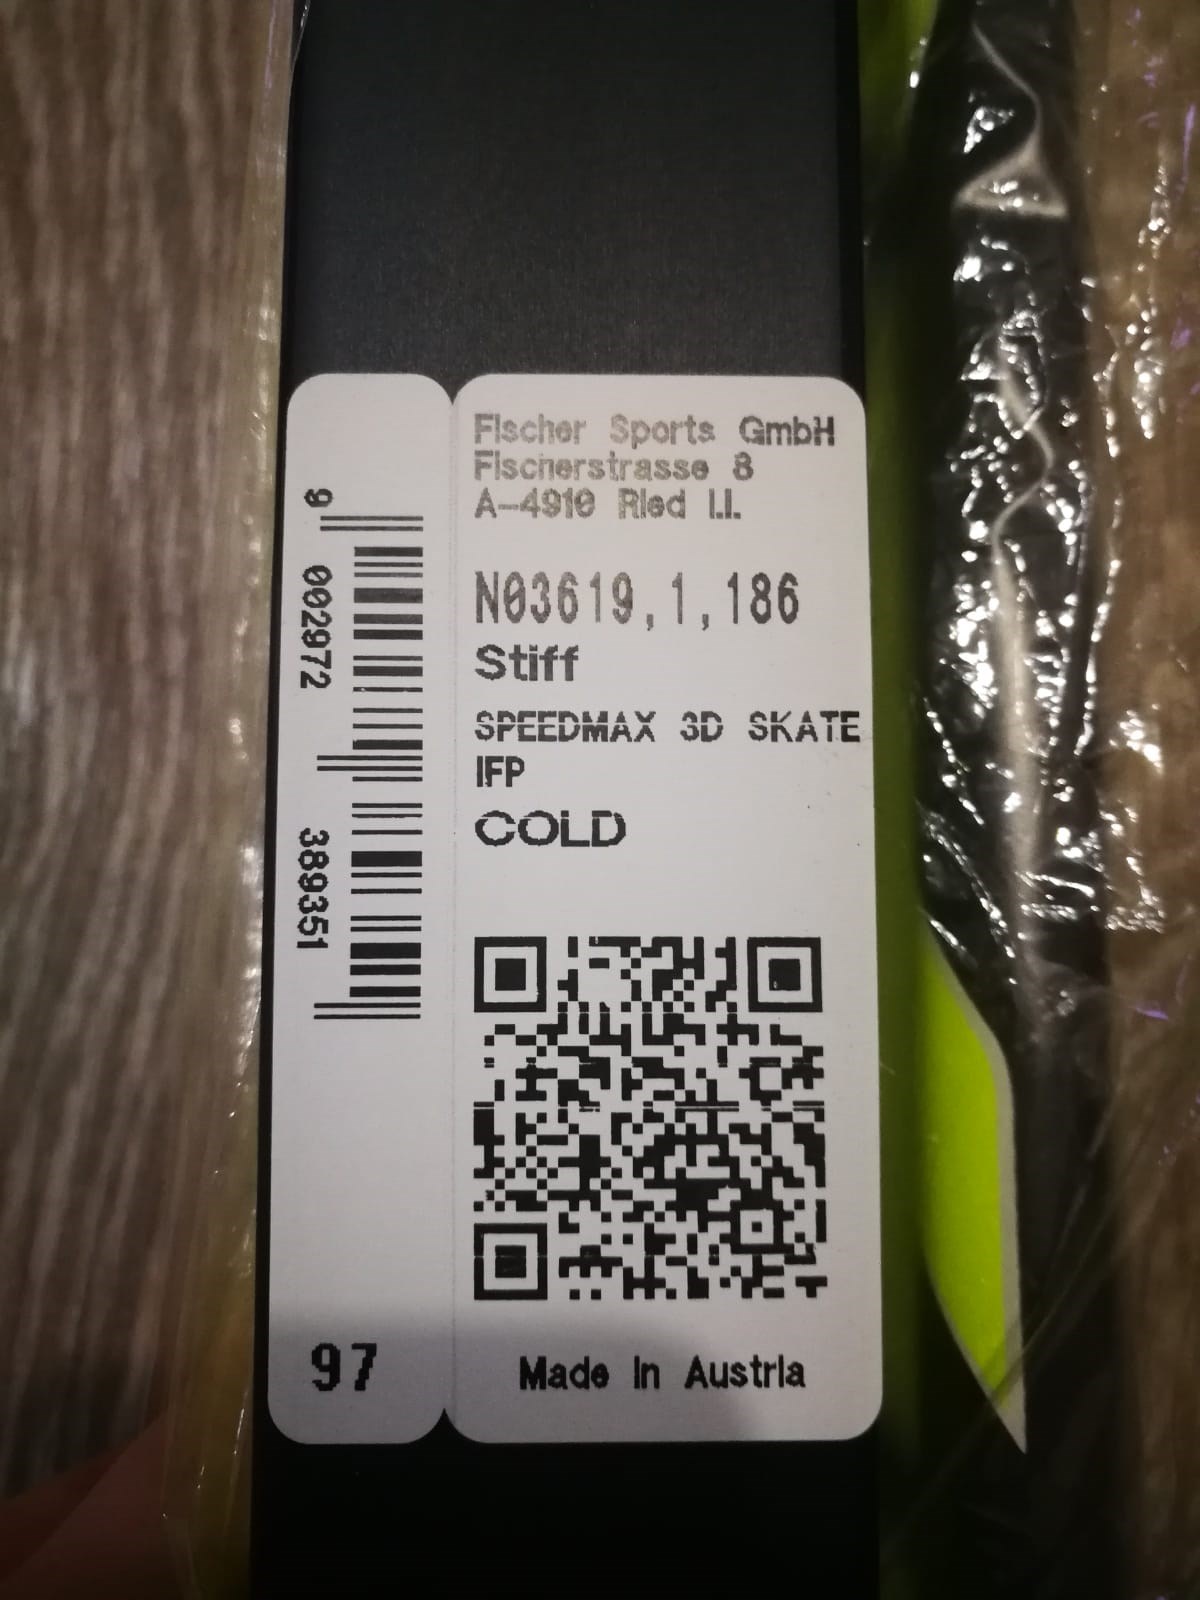 Fischer Sports GmbH
Fischerstrasse 8
A-4910 Ried I.I.
N03619,1,186
Stiff
SPEEDMAX 3D SKATE
IFP
COLD
Made In Austria
9 002972 389351
97